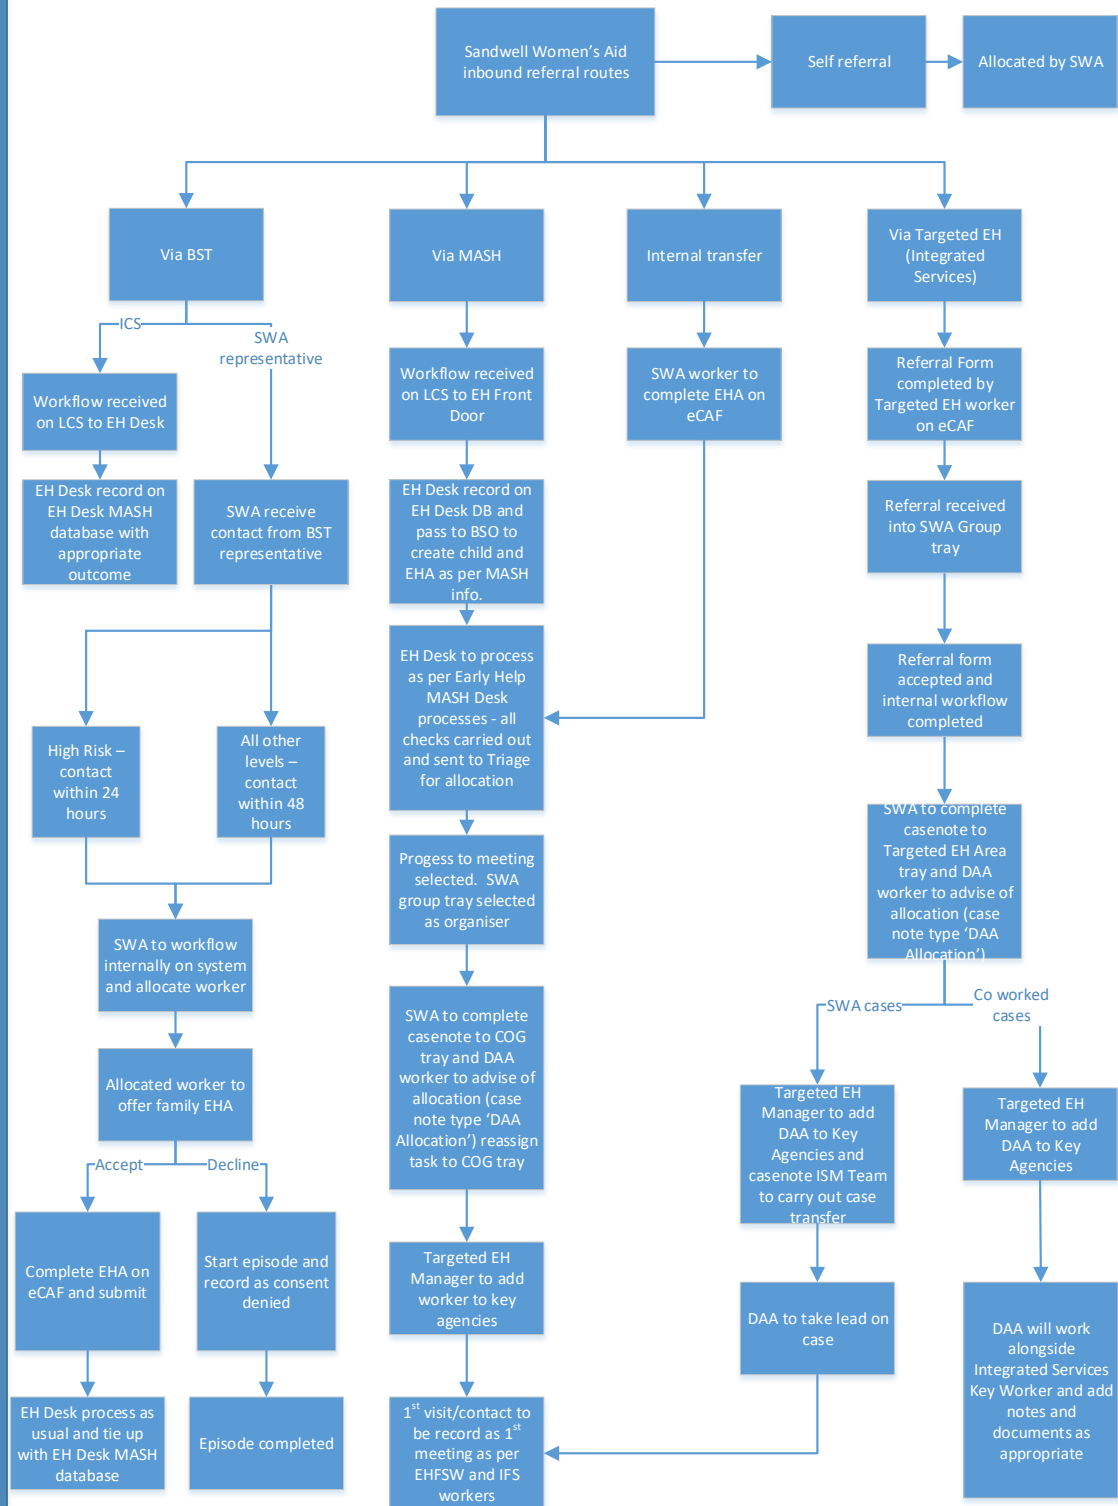 Sandwell Women's Aid
inbound referral routes
Self referral
Allocated by SWA
Via BST
Via MASH
Internal transfer
Via Targeted EH
(Integrated
Services)
ICS
SWA
representative
Workflow received
on LCS to EH Desk
Workflow received
on LCS to EH Front
Door
SWA worker to
complete EHA on
eCAF
Referral Form
completed by
Targeted EH worker
on eCAF
EH Desk record on
EH Desk MASH
database with
appropriate
outcome
SWA receive
contact from BST
representative
EH Desk record on
EH Desk DB and
pass to BSO to
create child and
EHA as per MASH
info.
Referral received
into SWA Group
tray
EH Desk to process
as per Early Help
MASH Desk
processes - all
checks carried out
and sent to Triage
for allocation
Referral form
accepted and
internal workflow
completed
High Risk –
contact
within 24
hours
All other
levels –
contact
within 48
hours
SWA to complete
casenote to
Targeted EH Area
tray and DAA
worker to advise of
allocation (case
note type ‘DAA
Allocation’)
Progess to meeting
selected.  SWA
group tray selected
as organiser
SWA to workflow
internally on system
and allocate worker
SWA cases
Co worked
cases
SWA to complete
casenote to COG
tray and DAA
worker to advise of
allocation (case
note type ‘DAA
Allocation’) reassign
task to COG tray
Allocated worker to
offer family EHA
Targeted EH
Manager to add
DAA to Key
Agencies and
casenote ISM Team
to carry out case
transfer
Targeted EH
Manager to add
DAA to Key
Agencies
Accept
Decline
Complete EHA on
eCAF and submit
Start episode and
record as consent
denied
Targeted EH
Manager to add
worker to key
agencies
DAA to take lead on
case
DAA will work
alongside
Integrated Services
Key Worker and add
notes and
documents as
appropriate
EH Desk process as
usual and tie up
with EH Desk MASH
database
Episode completed
1st visit/contact to
be record as 1st
meeting as per
EHFSW and IFS
workers